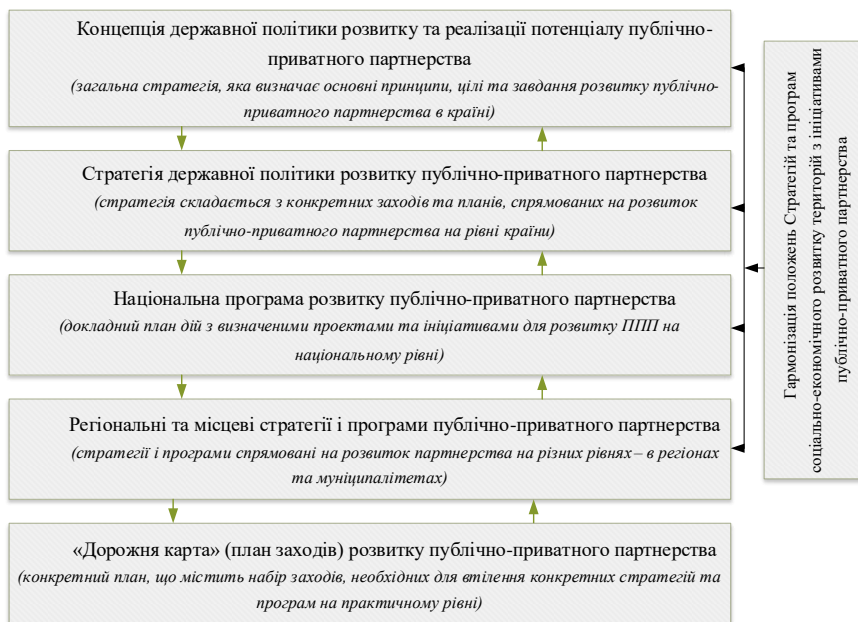 Концепція державної політики розвитку та реалізації потенціалу публічно-
приватного партнерства
(загальна стратегія, яка визначає основні принципи, цілі та завдання розвитку публічно-
приватного партнерства в країні)
Стратегія державної політики розвитку публічно-приватного партнерства
(стратегія складається з конкретних заходів та планів, спрямованих на розвиток
публічно-приватного партнерства на рівні країни)
Національна програма розвитку публічно-приватного партнерства
(докладний план дій з визначеними проектами та ініціативами для розвитку ППП на
національному рівні)
Регіональні та місцеві стратегії і програми публічно-приватного партнерства
(стратегії і програми спрямовані на розвиток партнерства на різних рівнях – в регіонах
та муніципалітетах)
«Дорожня карта» (план заходів) розвитку публічно-приватного партнерства
(конкретний план, що містить набір заходів, необхідних для втілення конкретних стратегій та
програм на практичному рівні)
Гармонізація положень Стратегій та програм
соціально-економічного розвитку територій з ініціативами
публічно-приватного партнерства